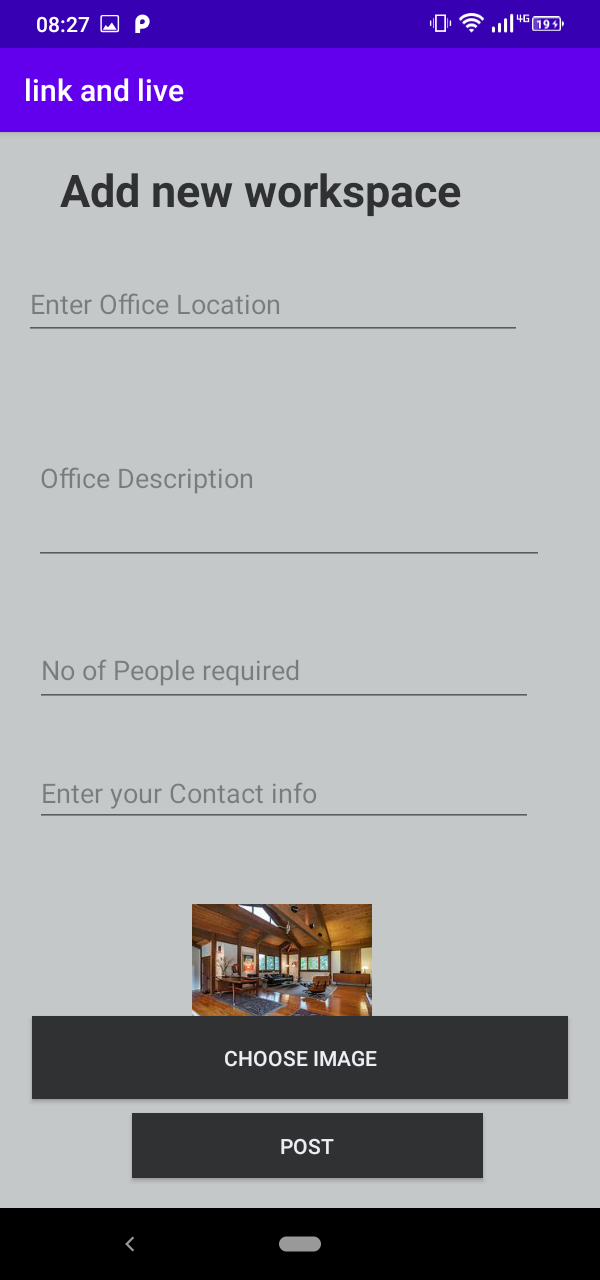 08:27 4G 19
link and live
Add new workspace
Enter Office Location
Office Description
No of People required
Enter your Contact info
CHOOSE IMAGE
POST